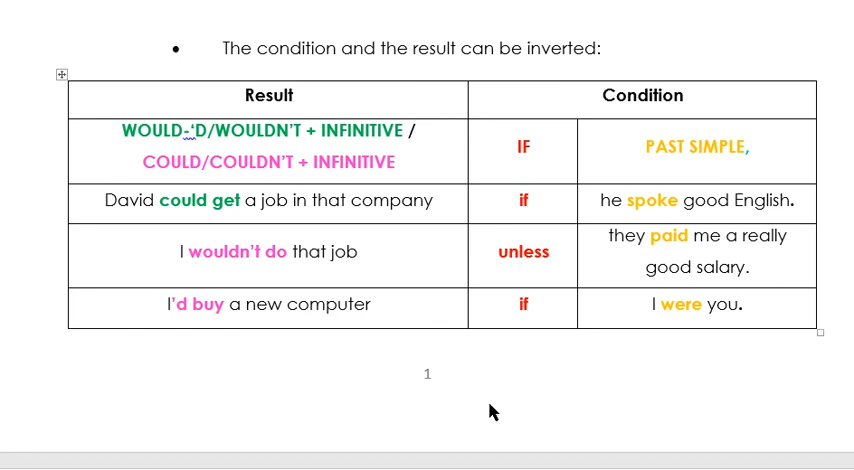 • The condition and the result can be inverted:
Result Condition
WOULD-‘D/WOULDN’T + INFINITIVE /
COULD/COULDN’T + INFINITIVE
IF
PAST SIMPLE,
David could get a job in that company if he spoke good English.
I wouldn’t do that job
unless
they paid me a really
good salary.
I’d buy a new computer if I were you.
1